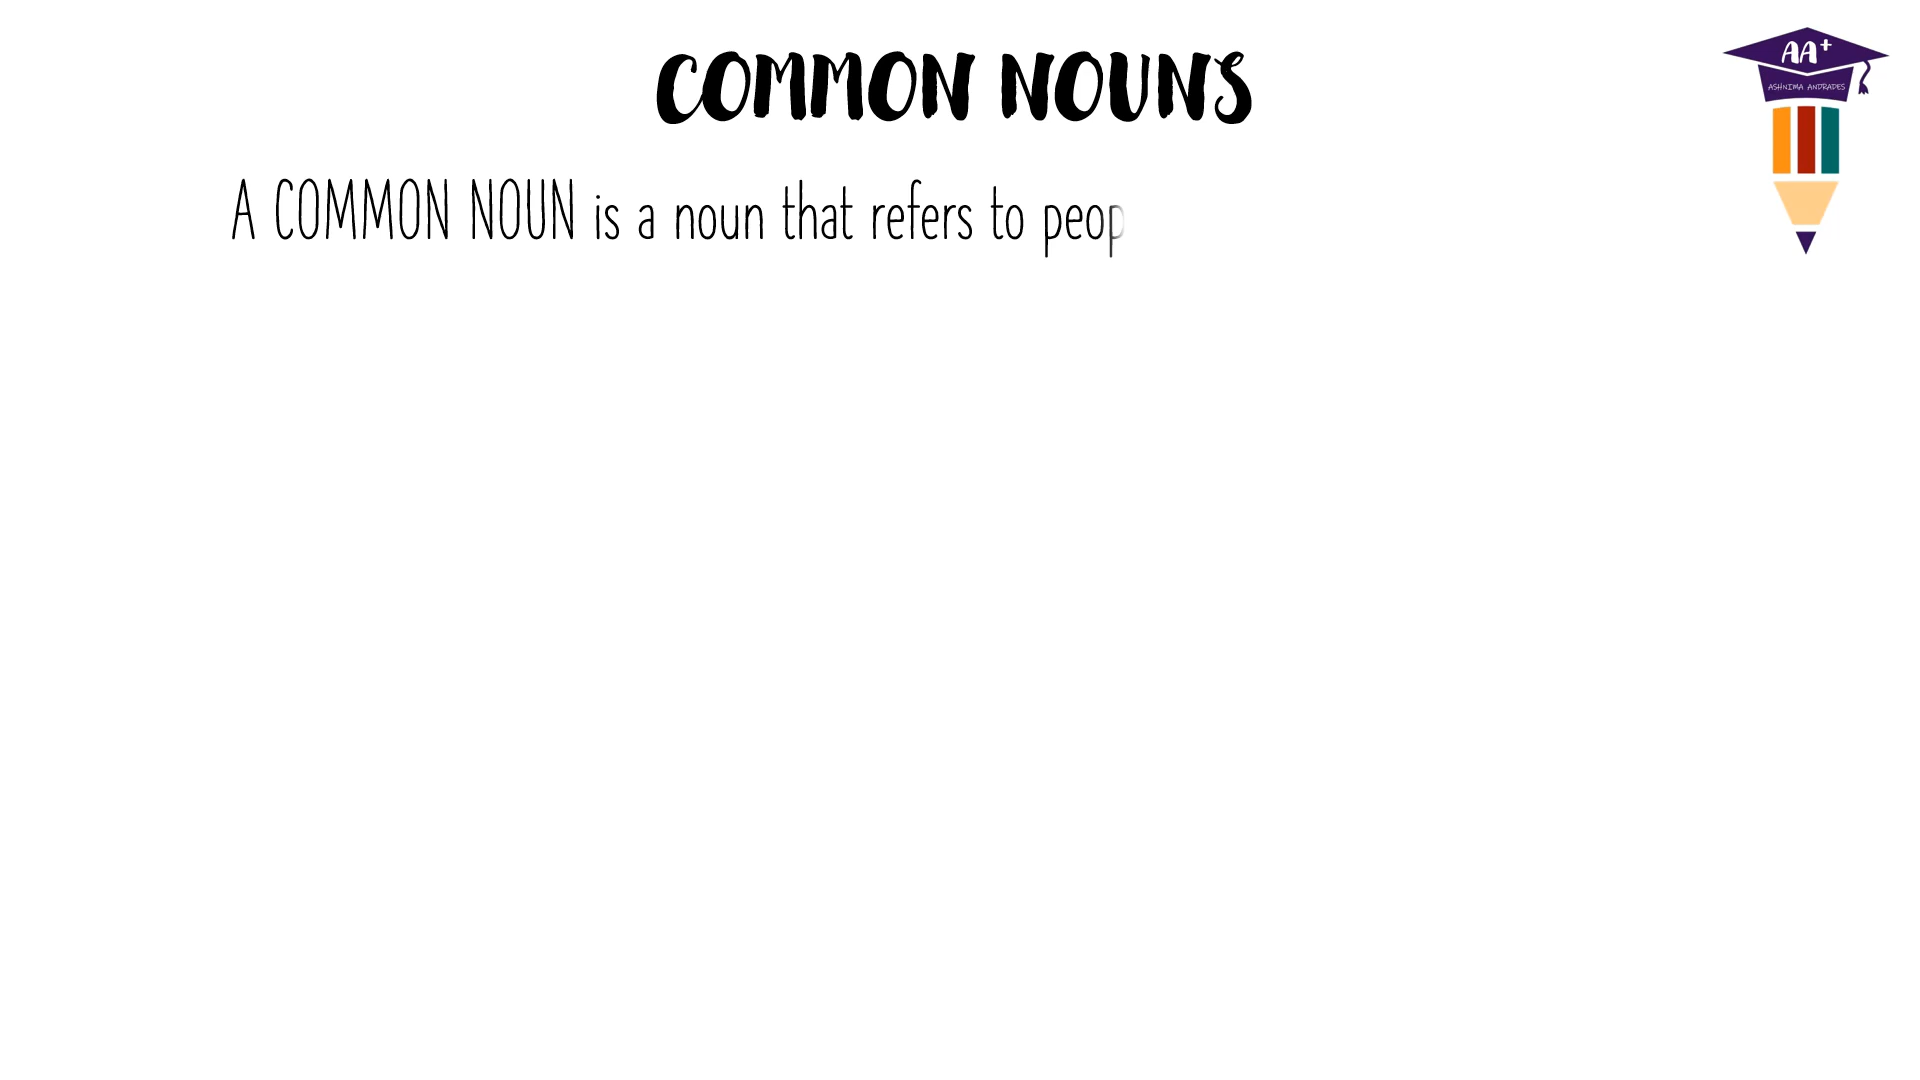 COMMON NOUNS
AA+
ASHNIMA ANDRADES
A COMMON NOUN is a noun that refers to peop